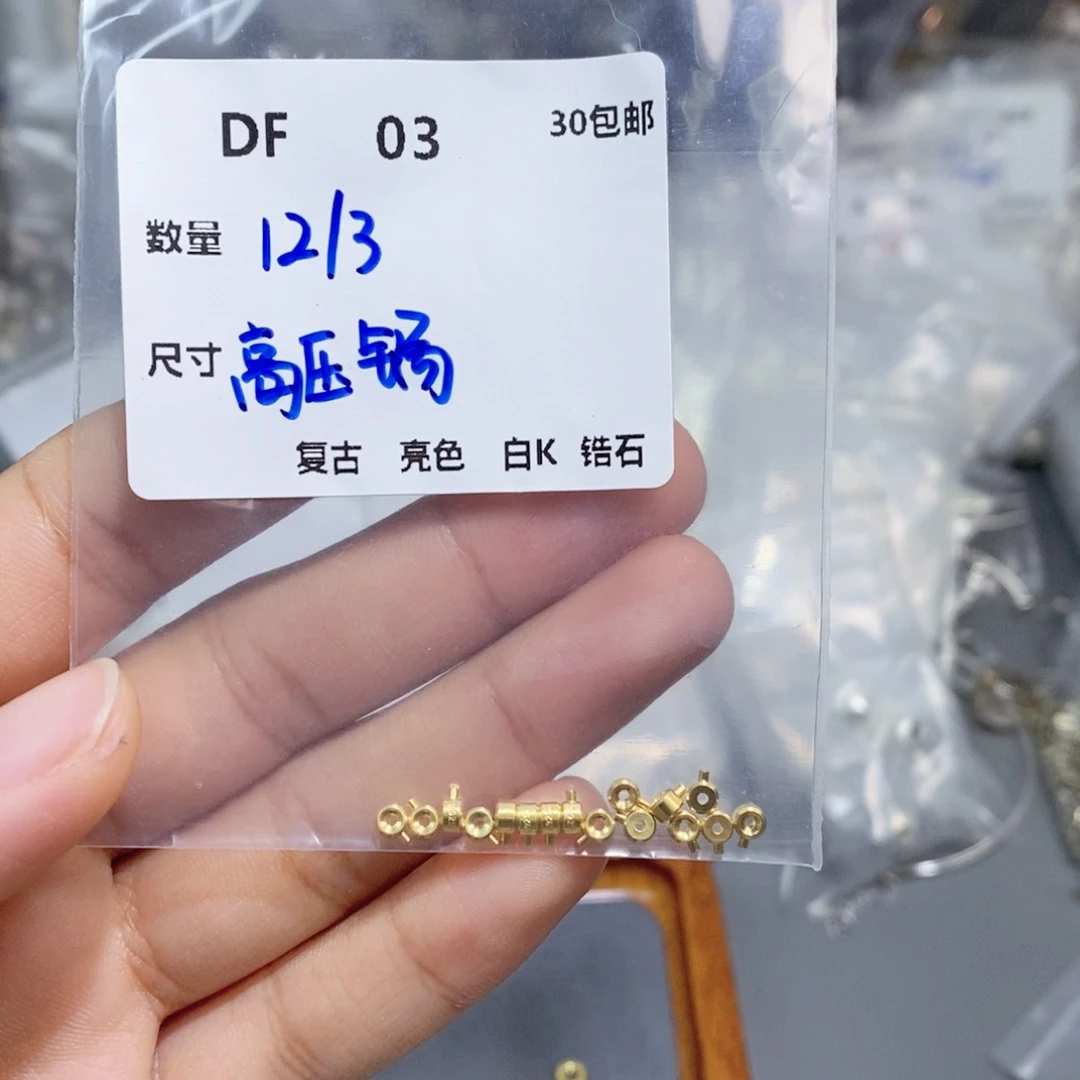 DF 03 30包邮
数量 12/3
尺寸 高压锡
复古 亮色 白K 锆石